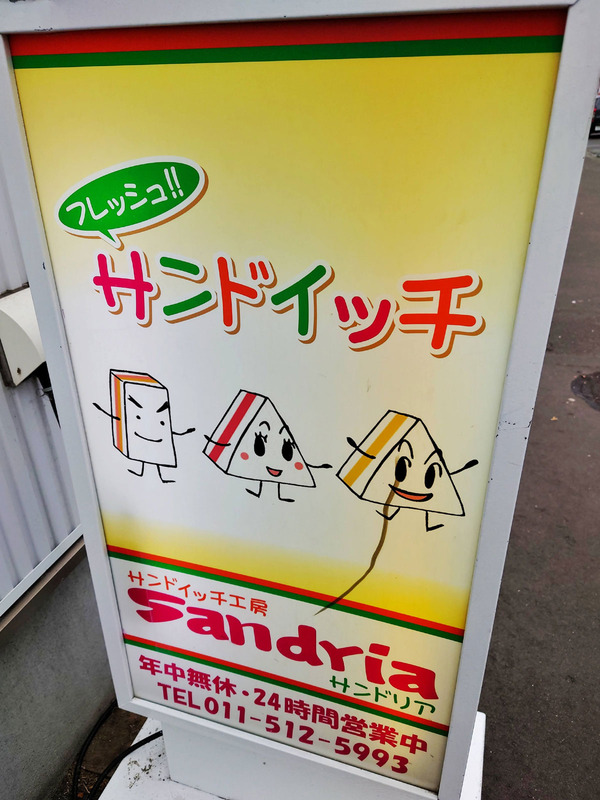 フレッシュ!!
サンドイッチ
サンドイッチ工房
Sandria
サンドリア
年中無休・24時間営業中
TEL011-512-5993